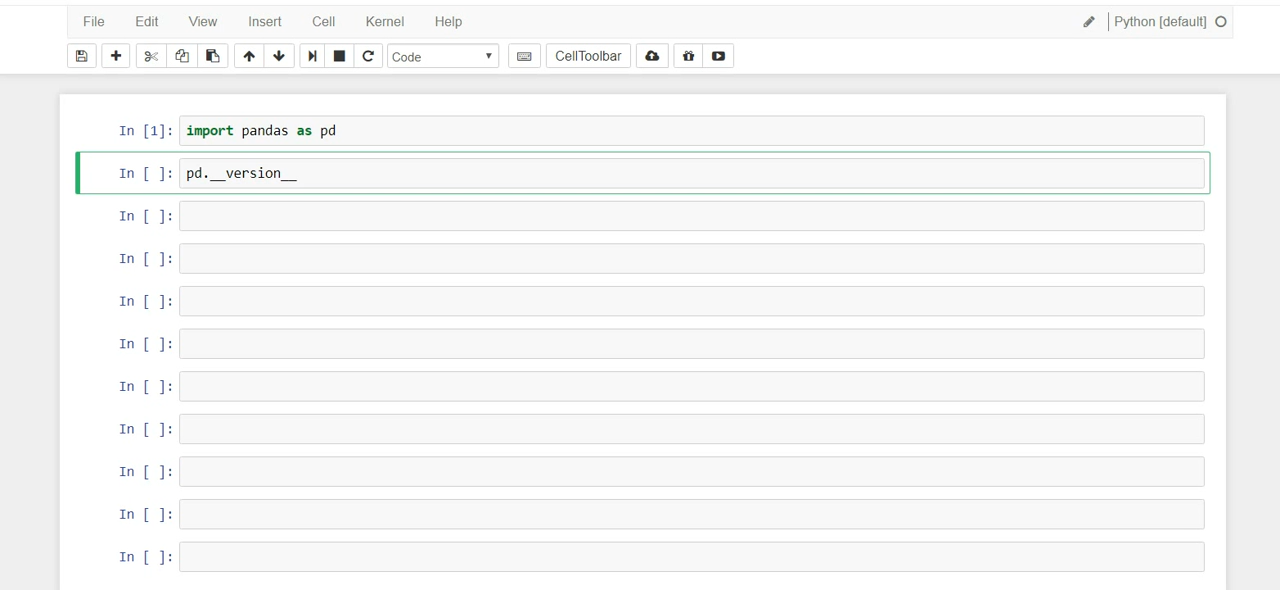 File Edit View Insert Cell Kernel Help Python [default]
Code CellToolbar
In [1]: import pandas as pd
In [ ]: pd.__version__
In [ ]:
In [ ]:
In [ ]:
In [ ]:
In [ ]:
In [ ]:
In [ ]:
In [ ]:
In [ ]: